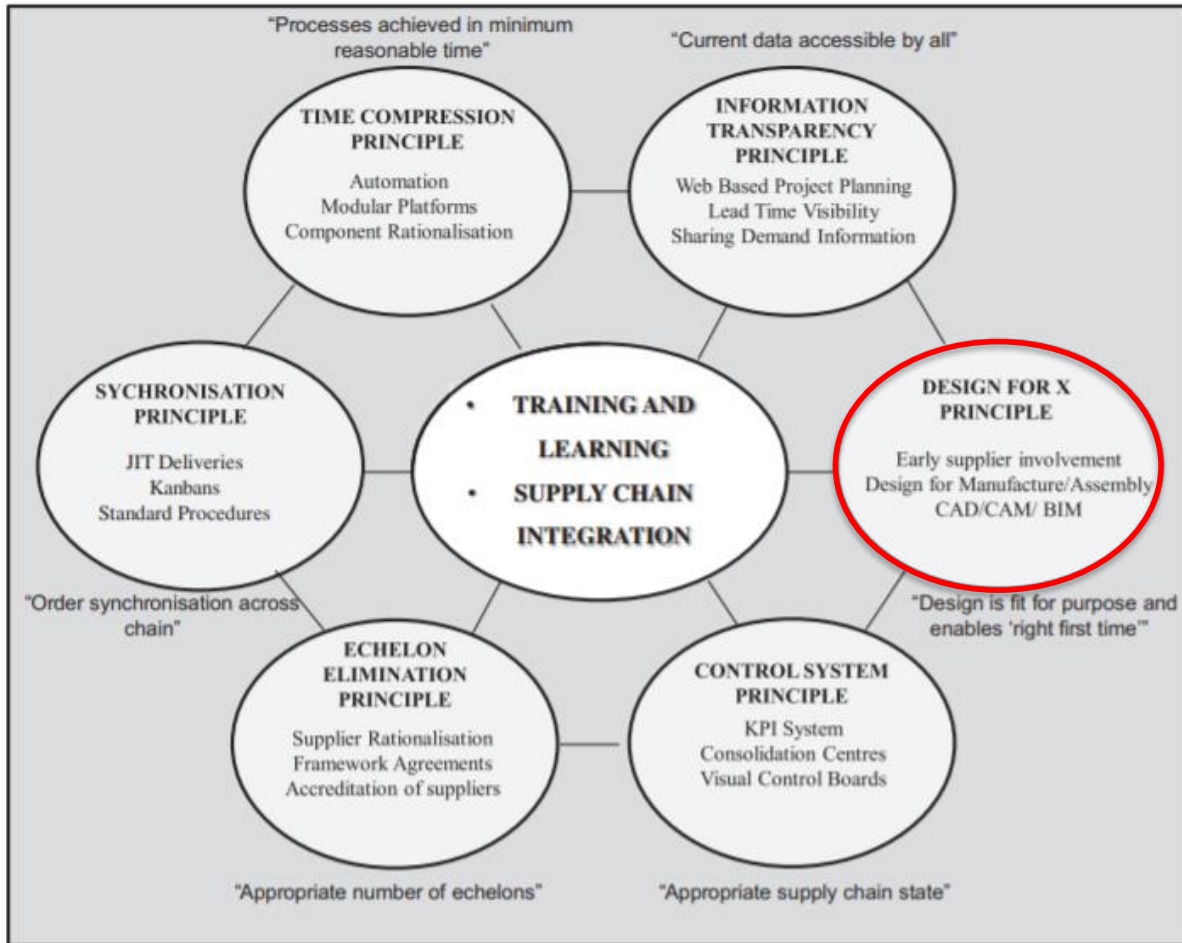 “Processes achieved in minimum
reasonable time”
“Current data accessible by all”
TIME COMPRESSION
PRINCIPLE
Automation
Modular Platforms
Component Rationalisation
INFORMATION
TRANSPARENCY
PRINCIPLE
Web Based Project Planning
Lead Time Visibility
Sharing Demand Information
SYCHRONISATION
PRINCIPLE
JIT Deliveries
Kanbans
Standard Procedures
• TRAINING AND
LEARNING
• SUPPLY CHAIN
INTEGRATION
DESIGN FOR X
PRINCIPLE
Early supplier involvement
Design for Manufacture/Assembly
CAD/CAM/ BIM
“Order synchronisation across
chain”
“Design is fit for purpose and
enables ‘right first time’”
ECHELON
ELIMINATION
PRINCIPLE
Supplier Rationalisation
Framework Agreements
Accreditation of suppliers
CONTROL SYSTEM
PRINCIPLE
KPI System
Consolidation Centres
Visual Control Boards
“Appropriate number of echelons”
“Appropriate supply chain state”